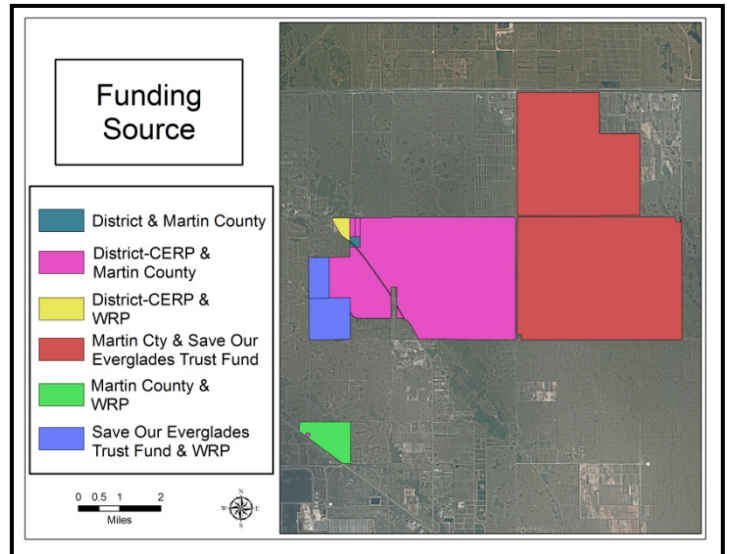 Funding
Source
District & Martin County
District-CERP &
Martin County
District-CERP &
WRP
Martin Cty & Save Our
Everglades Trust Fund
Martin County &
WRP
Save Our Everglades
Trust Fund & WRP
0 0.5 1 2
Miles
N
W E
S